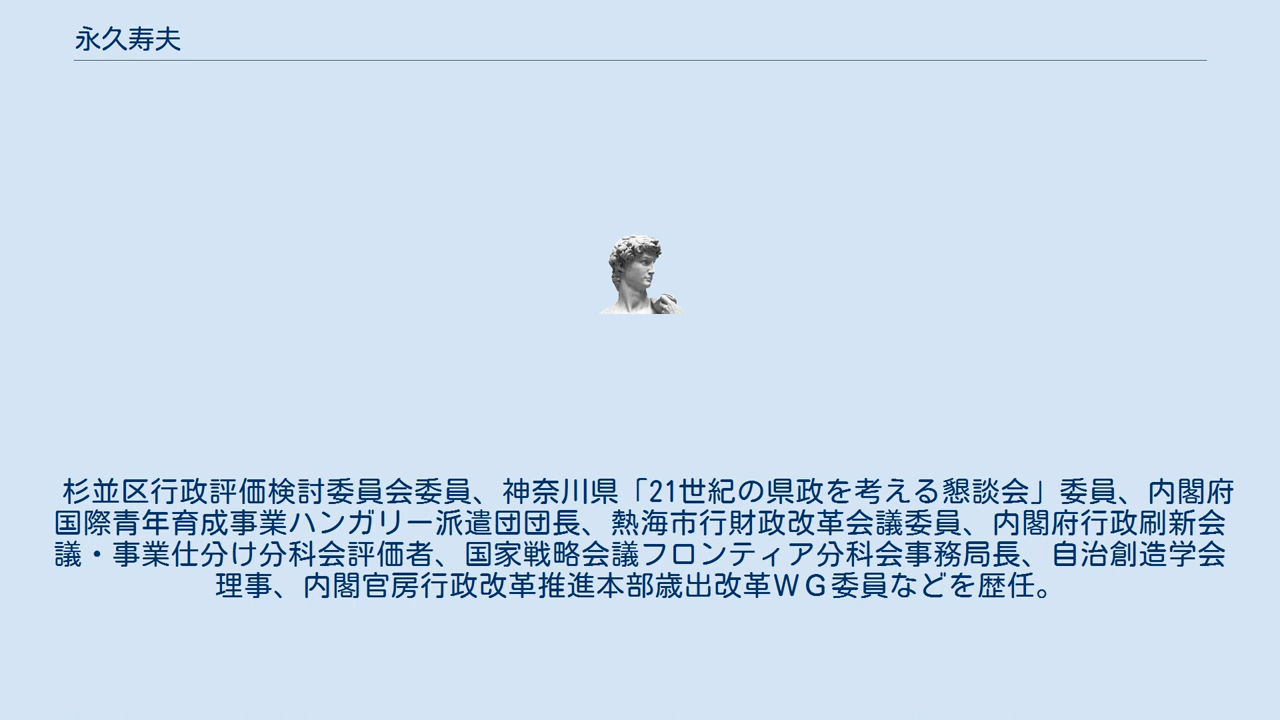 永久寿夫
杉並区行政評価検討委員会委員、神奈川県「21世紀の県政を考える懇談会」委員、内閣府
国際青年育成事業ハンガリー派遣団団長、熱海市行財政改革会議委員、内閣府行政刷新会
議・事業仕分け分科会評価者、国家戦略会議フロンティア分科会事務局長、自治創造学会
理事、内閣官房行政改革推進本部歳出改革ＷＧ委員などを歴任。